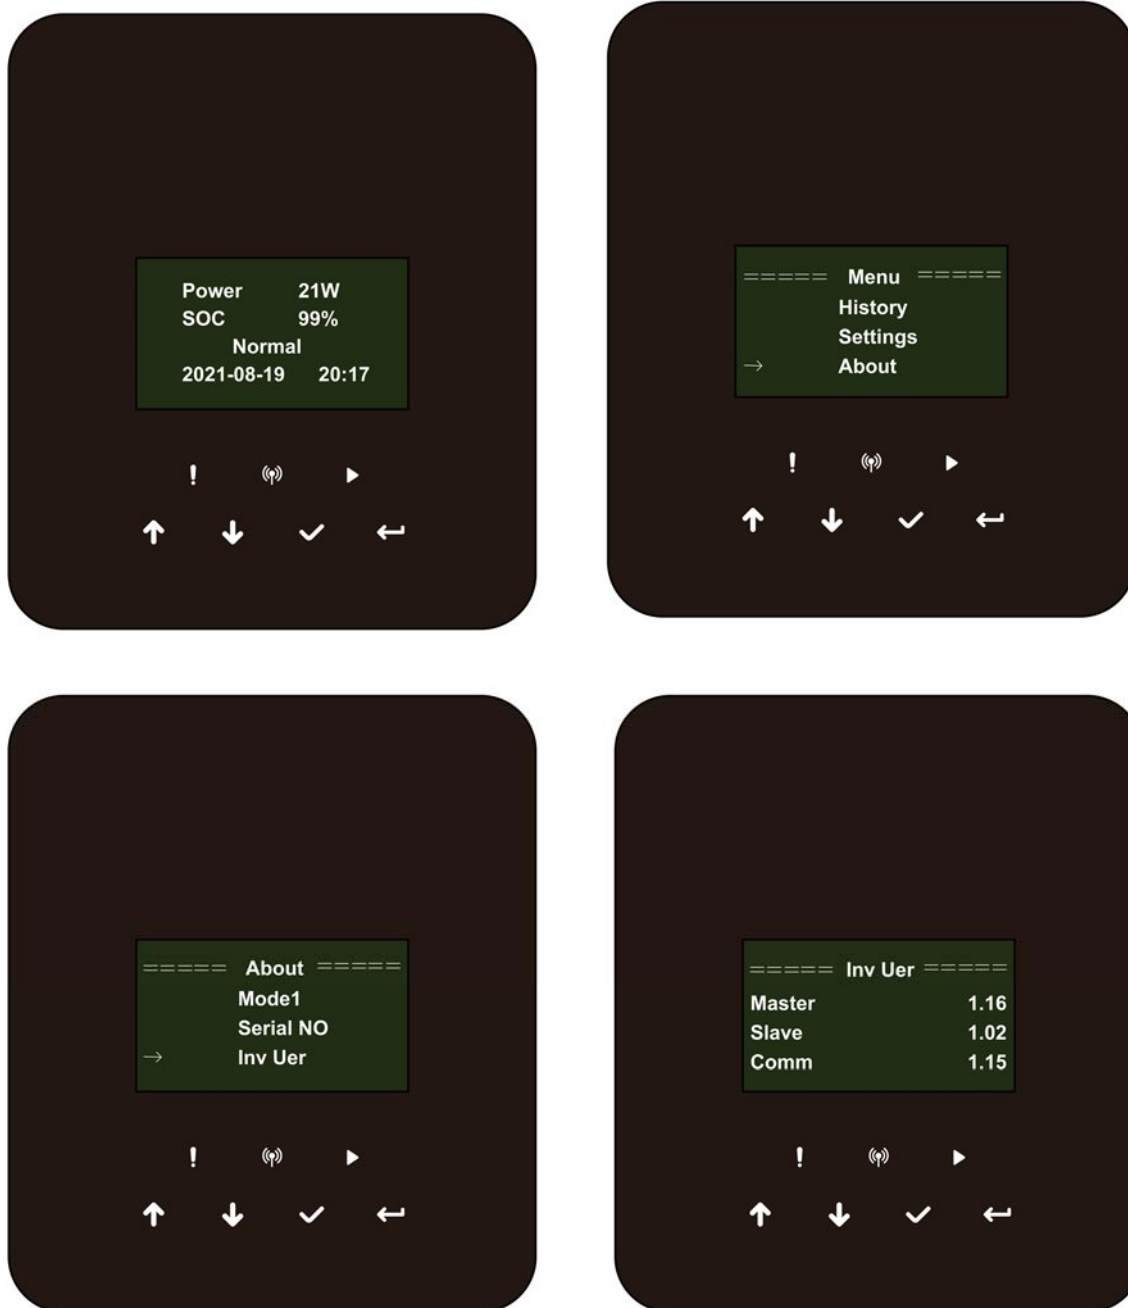 Power 21W
SOC 99%
Normal
2021-08-19 20:17
===== Menu =====
History
Settings
→ About
===== About =====
Mode1
Serial NO
→ Inv Uer
===== Inv Uer =====
Master 1.16
Slave 1.02
Comm 1.15